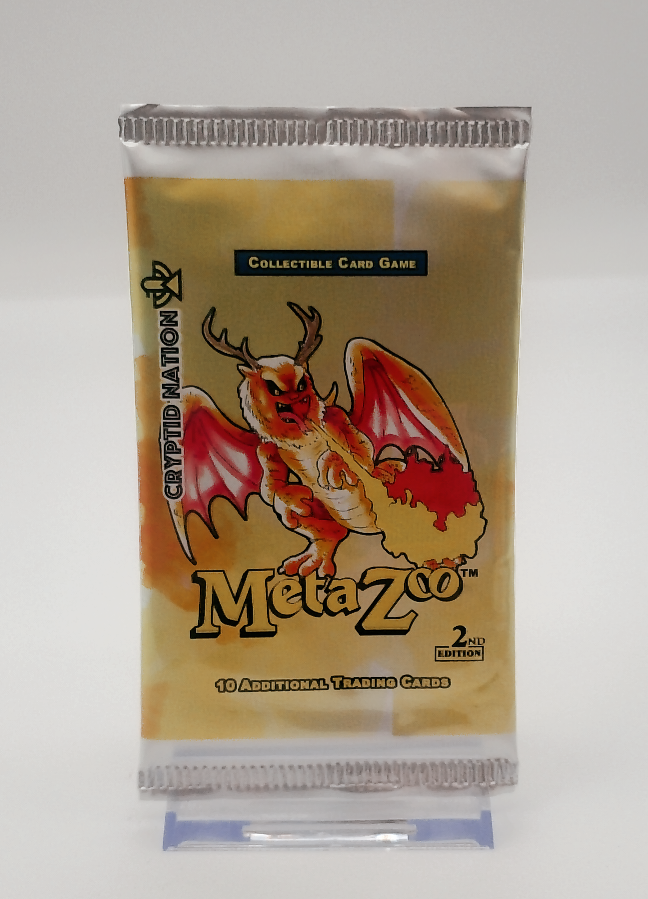 Collectible Card Game
CRYPTID NATION
MetaZoo™
2ND
EDITION
10 Additional Trading Cards